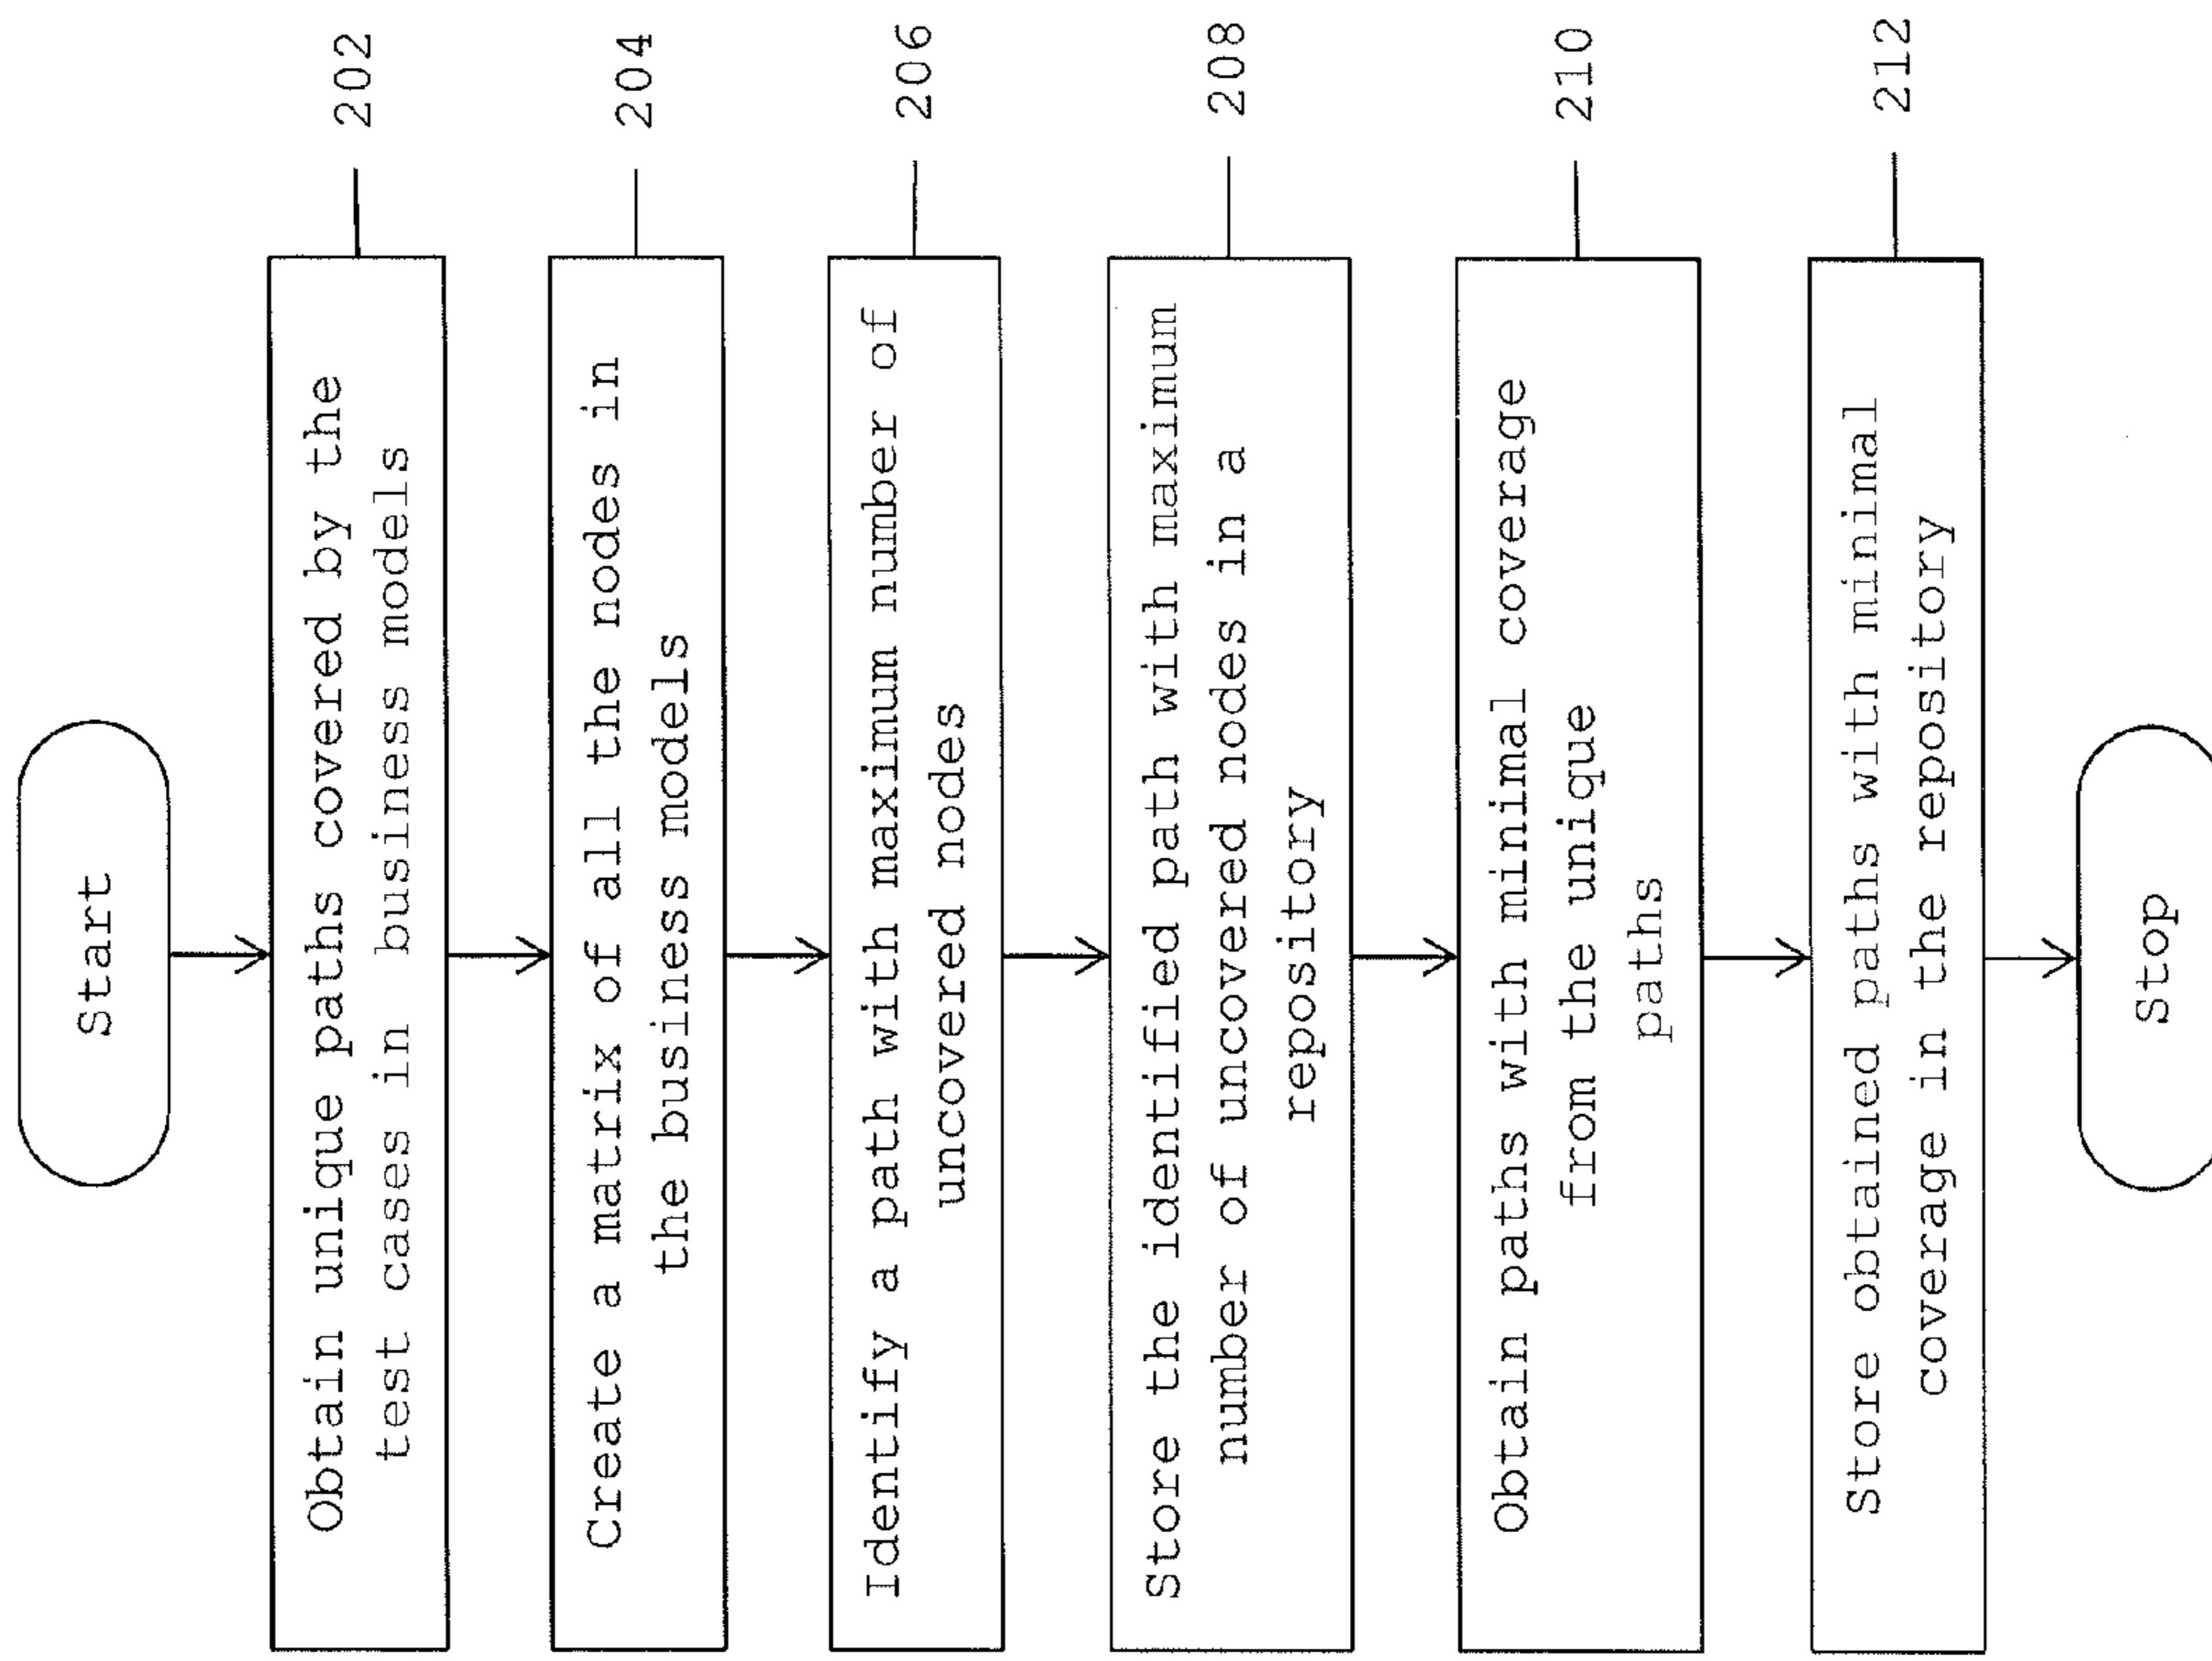 Start
Obtain unique paths covered by the
test cases in business models
202
Create a matrix of all the nodes in
the business models
204
Identify a path with maximum number of
uncovered nodes
206
Store the identified path with maximum
number of uncovered nodes in a
repository
208
Obtain paths with minimal coverage
from the unique
paths
210
Store obtained paths with minimal
coverage in the repository
212
Stop